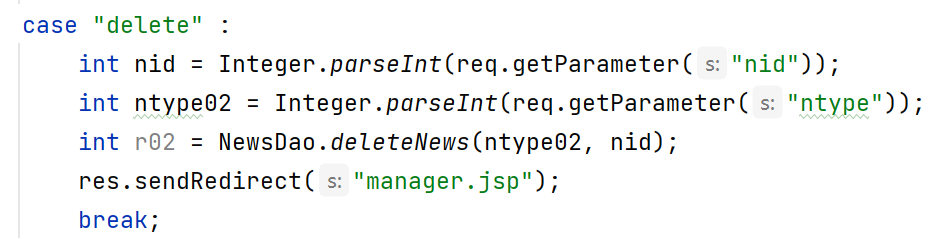 case "delete" :
    int nid = Integer.parseInt(req.getParameter( s: "nid"));
    int ntype02 = Integer.parseInt(req.getParameter( s: "ntype"));
    int r02 = NewsDao.deleteNews(ntype02, nid);
    res.sendRedirect( s: "manager.jsp");
    break;